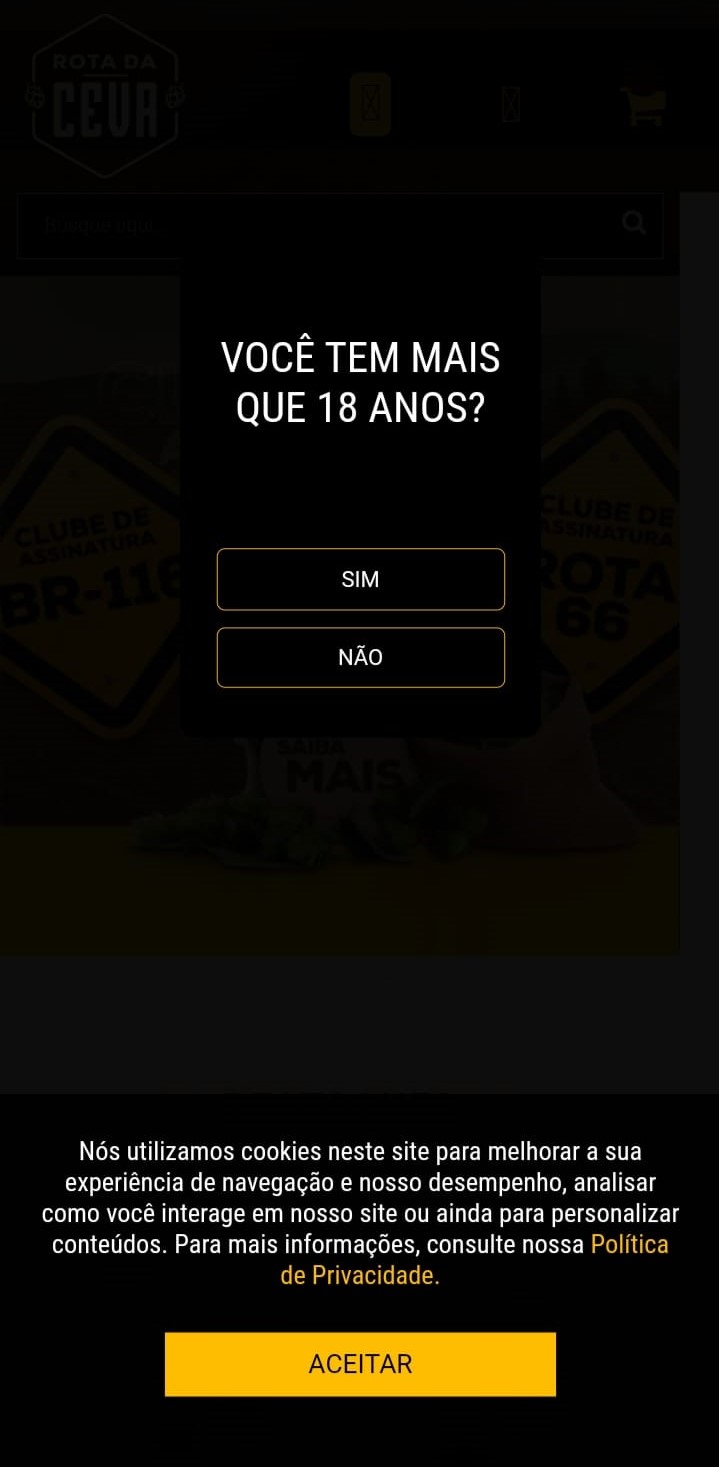 ROTA DA
CEVA
Busque aqui...
VOCÊ TEM MAIS
QUE 18 ANOS?
CLUBE DE
ASSINATURA
BR-116
CLUBE DE
ASSINATURA
ROTA
66
SIM
NÃO
SAIBA
MAIS
Nós utilizamos cookies neste site para melhorar a sua
experiência de navegação e nosso desempenho, analisar
como você interage em nosso site ou ainda para personalizar
conteúdos. Para mais informações, consulte nossa Política
de Privacidade.
ACEITAR